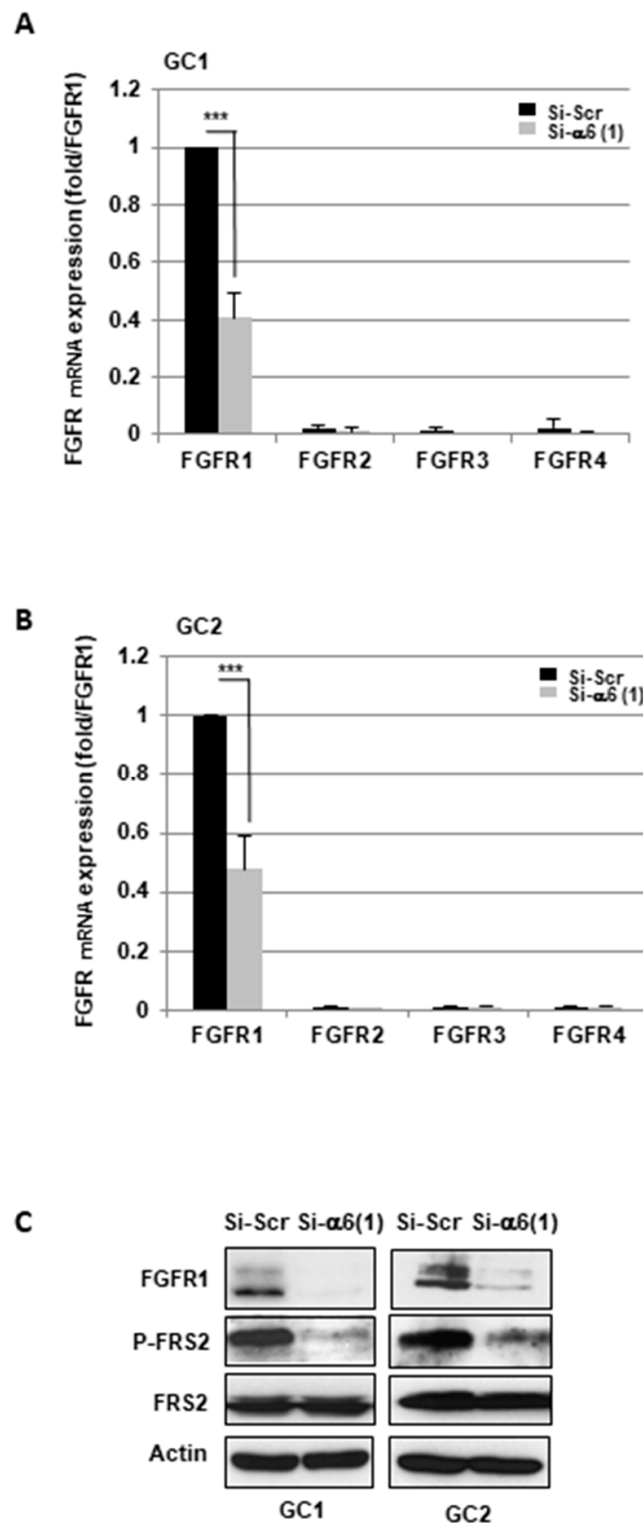 A
GC1
FGFR mRNA expression (fold/FGFR1)
1.2
1
0.8
0.6
0.4
0.2
0
***
Si-Scr
Si-α6 (1)
FGFR1 FGFR2 FGFR3 FGFR4
B
GC2
FGFR mRNA expression (fold/FGFR1)
1.2
1
0.8
0.6
0.4
0.2
0
***
Si-Scr
Si-α6 (1)
FGFR1 FGFR2 FGFR3 FGFR4
C
Si-Scr Si-α6(1) Si-Scr Si-α6(1)
FGFR1
P-FRS2
FRS2
Actin
GC1 GC2